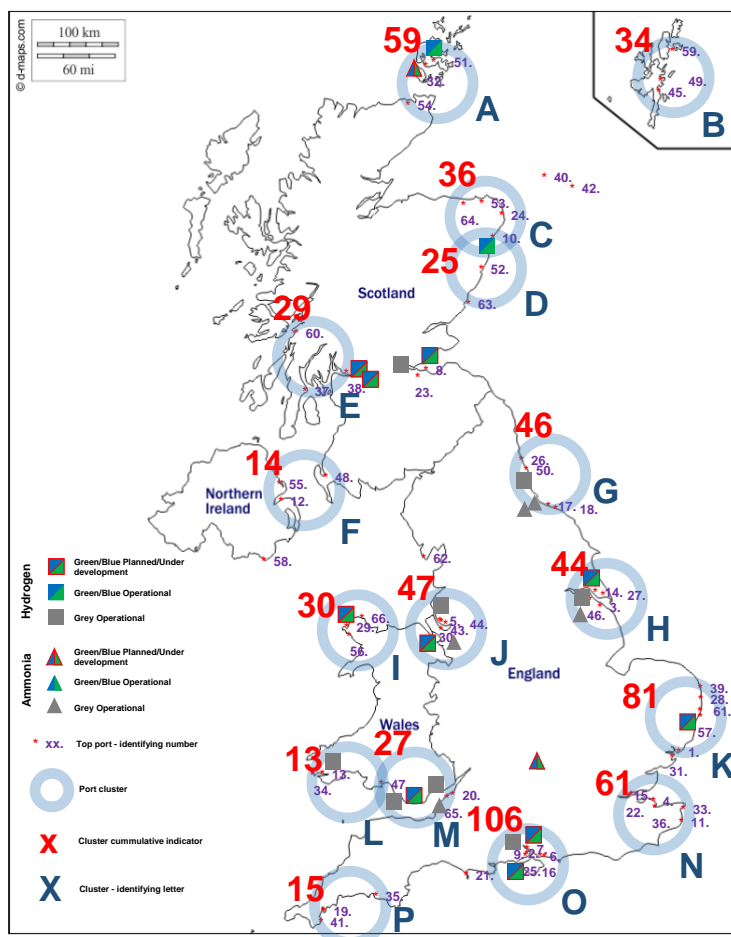 100 km
60 mi
© d-maps.com
59
51.
32.
54.
A
34
59.
49.
45.
B
36
40.
42.
53.
24.
64.
10.
C
25
52.
63.
D
Scotland
29
60.
37.
38.
E
8.
23.
46
26.
50.
17.
18.
G
14
55.
12.
48.
Northern
Ireland
F
58.
62.
44
14.
27.
3.
46.
H
47
5.
44.
43.
30
J
30
66.
29.
56.
I
England
Wales
81
39.
28.
61.
57.
1.
31.
K
13
13.
34.
L
27
47
20.
65.
M
61
15.
4.
22.
33.
36.
11.
N
106
9.
2.
7.
6.
25.
16
21.
O
15
35.
19.
41.
P
Hydrogen
Green/Blue Planned/Under
development
Green/Blue Operational
Grey Operational
Ammonia
Green/Blue Planned/Under
development
Green/Blue Operational
Grey Operational
* xx. Top port - identifying number
Port cluster
X Cluster cummulative indicator
X Cluster - identifying letter